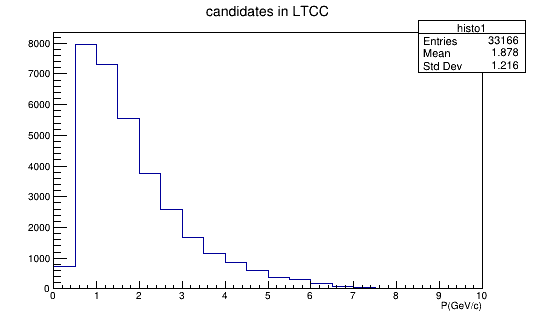 candidates in LTCC
histo1
Entries 33166
Mean 1.878
Std Dev 1.216
8000
7000
6000
5000
4000
3000
2000
1000
0
0 1 2 3 4 5 6 7 8 9 10
P(GeV/c)